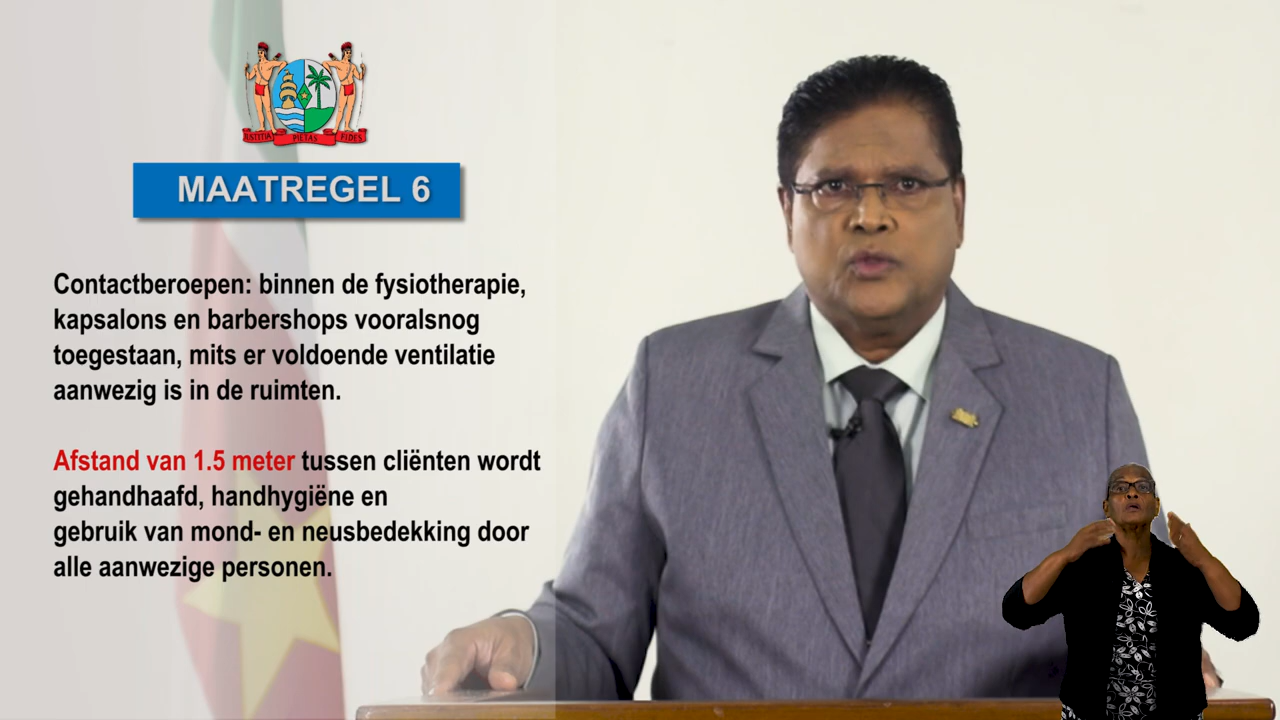 JUSTITIA PIETAS FIDES
MAATREGEL 6
Contactberoepen: binnen de fysiotherapie,
kapsalons en barbershops vooralsnog
toegestaan, mits er voldoende ventilatie
aanwezig is in de ruimten.
Afstand van 1.5 meter tussen cliënten wordt
gehandhaafd, handhygiëne en
gebruik van mond- en neusbedekking door
alle aanwezige personen.